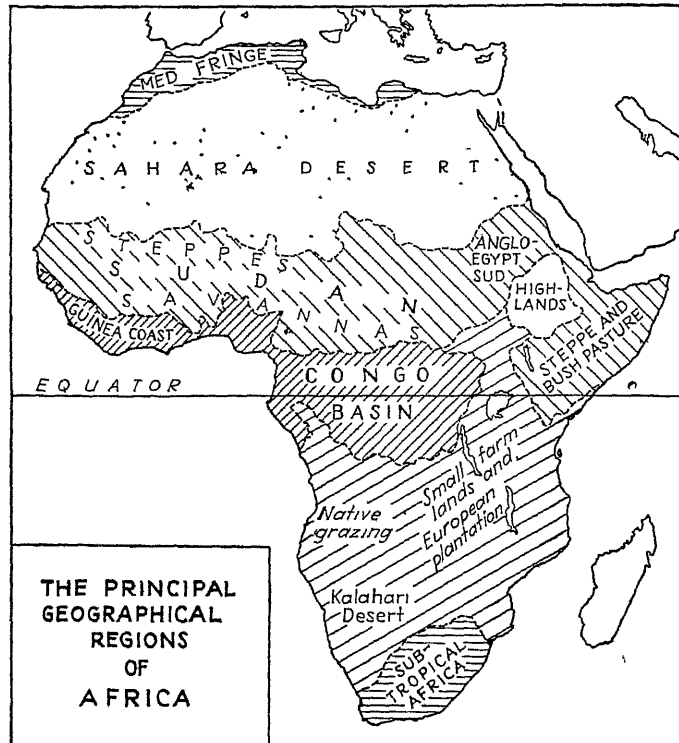 MED FRINGE
SAHARA DESERT
STEPPES
SUDAN
SAVANNAS
ANGLO-
EGYPT
SUD
HIGH-
LANDS
GUINEA COAST
STEPPE AND
BUSH PASTURE
CONGO
BASIN
EQUATOR
Small farm
lands and
European
plantation
Native
grazing
Kalahari
Desert
SUB-
TROPICAL
AFRICA
THE PRINCIPAL
GEOGRAPHICAL
REGIONS
OF
AFRICA